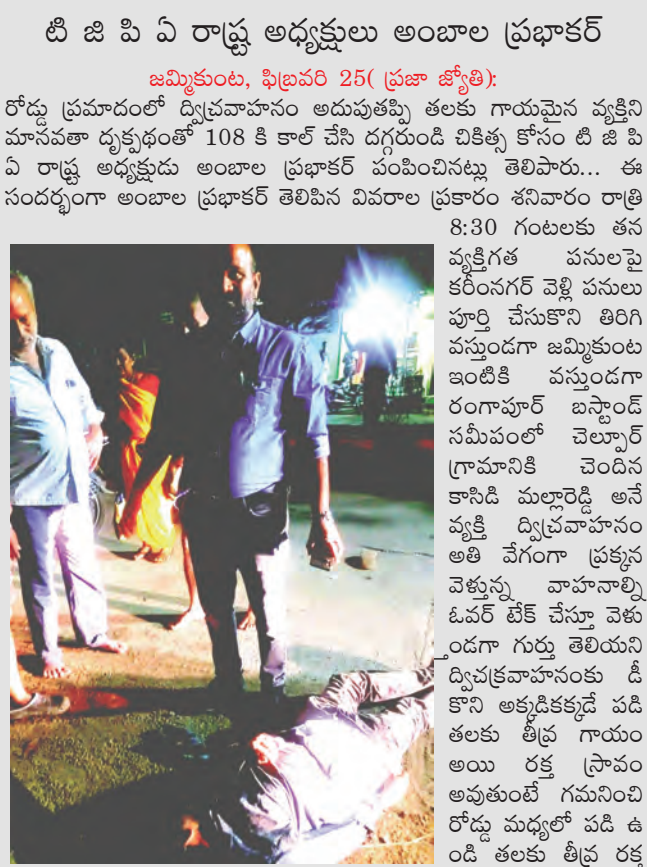 టి జి పి ఏ రాష్ట్ర అధ్యక్షులు అంబాల ప్రభాకర్
జమ్మికుంట, ఫిబ్రవరి 25( ప్రజా జ్యోతి):
రోడ్డు ప్రమాదంలో ద్విచ్రవాహనం అదుపుతప్పి తలకు గాయమైన వ్యక్తిని
మానవతా దృక్పథంతో 108 కి కాల్ చేసి దగ్గరుండి చికిత్స కోసం టి జి పి
ఏ రాష్ట్ర అధ్యక్షుడు అంబాల ప్రభాకర్ పంపించినట్లు తెలిపారు... ఈ
సందర్భంగా అంబాల ప్రభాకర్ తెలిపిన వివరాల ప్రకారం శనివారం రాత్రి
8:30 గంటలకు తన
వ్యక్తిగత పనులపై
కరీంనగర్ వెళ్లి పనులు
పూర్తి చేసుకొని తిరిగి
వస్తుండగా జమ్మికుంట
ఇంటికి వస్తుండగా
రంగాపూర్ బస్టాండ్
సమీపంలో చెల్పూర్
గ్రామానికి చెందిన
కాసిడి మల్లారెడ్డి అనే
వ్యక్తి ద్విచ్రవాహనం
అతి వేగంగా ప్రక్కన
వెళ్తున్న వాహనాల్ని
ఓవర్ టేక్ చేస్తూ వెళు
్తండగా గుర్తు తెలియని
ద్విచక్రవాహనంకు డీ
కొని అక్కడికక్కడే పడి
తలకు తీవ్ర గాయం
అయి రక్త స్రావం
అవుతుంటే గమనించి
రోడ్డు మధ్యలో పడి ఉ
ండి తలకు తీవ్ర రక్త